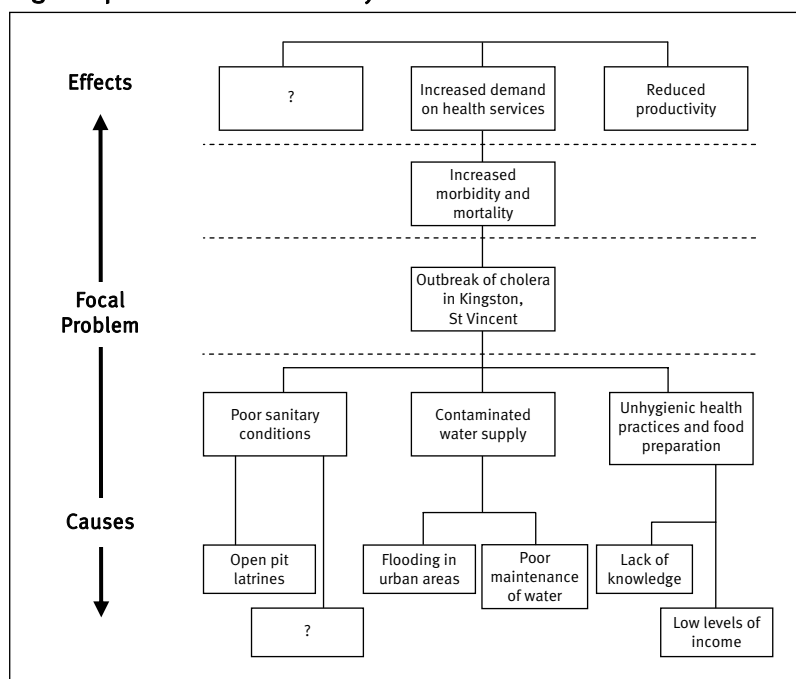 Effects
?
Increased demand
on health services
Reduced
productivity
Increased
morbidity and
mortality
Focal
Problem
Outbreak of cholera
in Kingston,
St Vincent
Poor sanitary
conditions
Contaminated
water supply
Unhygienic health
practices and food
preparation
Causes
Open pit
latrines
Flooding in
urban areas
Poor
maintenance
of water
Lack of
knowledge
?
Low levels of
income